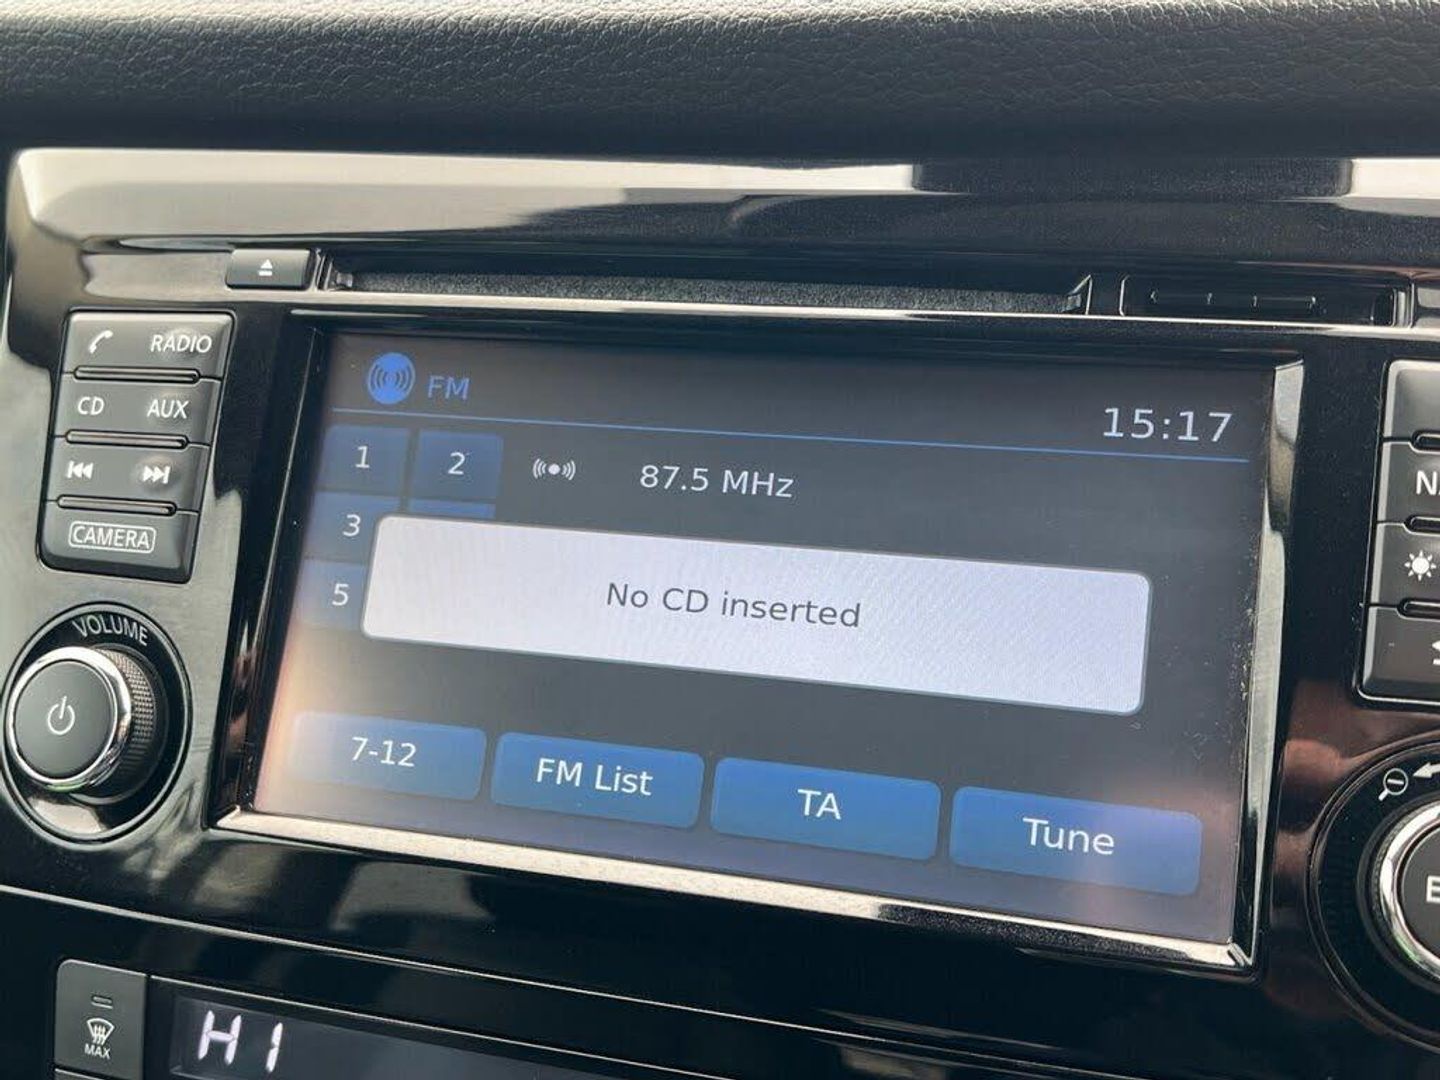 RADIO
CD AUX
CAMERA
VOLUME
FM
15:17
1 2
87.5 MHz
3
5
No CD inserted
7-12 FM List TA Tune
MAX
HI